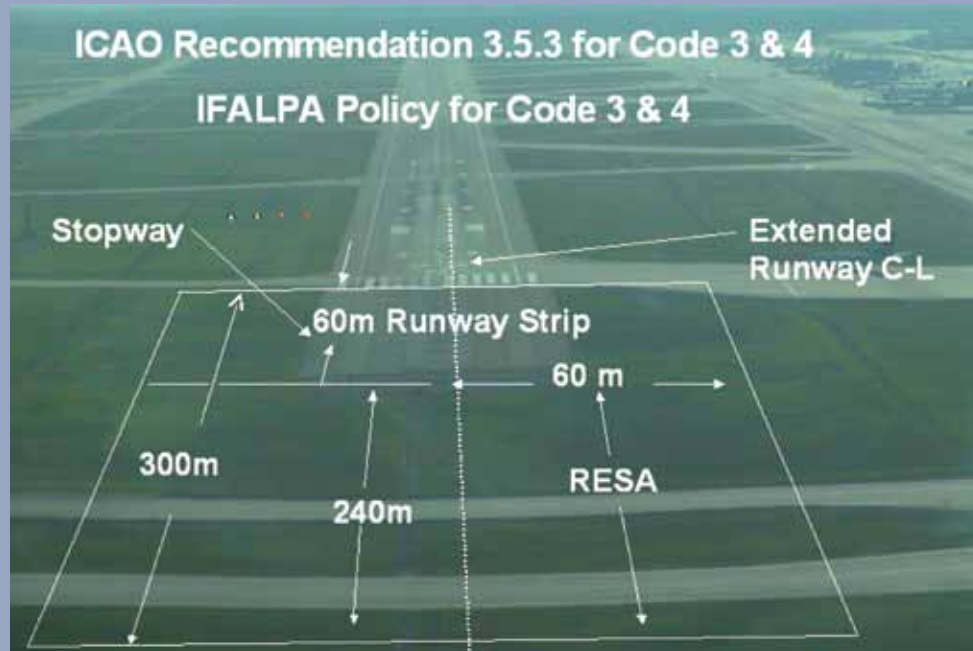 ICAO Recommendation 3.5.3 for Code 3 & 4
IFALPA Policy for Code 3 & 4
Stopway
Extended
Runway C-L
60m Runway Strip
60 m
300m
RESA
240m